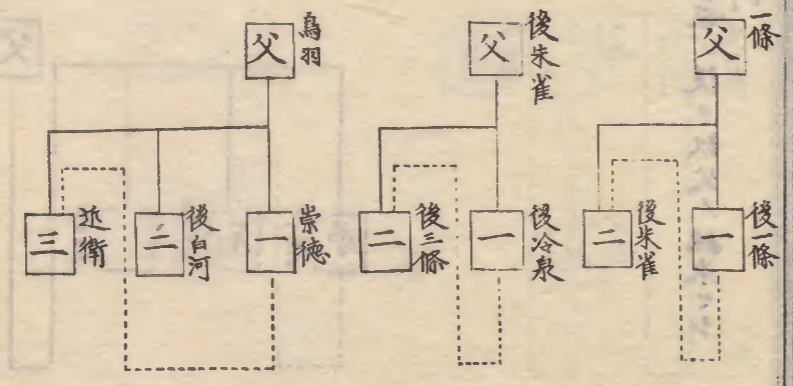 一條
父
後一條
一
後朱雀
二
後朱雀
父
後冷泉
一
後三條
二
鳥羽
父
崇德
一
後白河
二
近衛
三